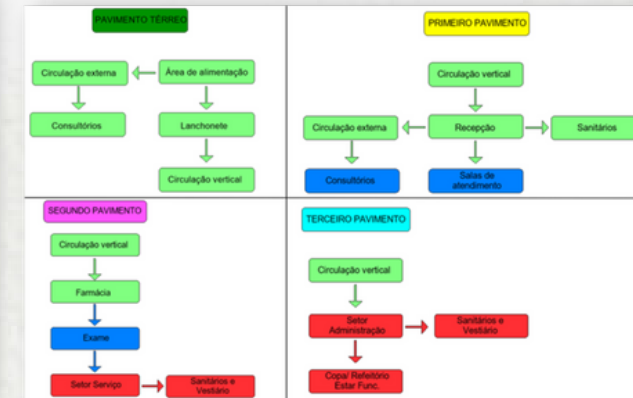 PAVIMENTO TÉRREO
Circulação externa
Área de alimentação
Consultórios
Lanchonete
Circulação vertical
PRIMEIRO PAVIMENTO
Circulação vertical
Circulação externa
Recepção
Sanitários
Consultórios
Salas de
atendimento
SEGUNDO PAVIMENTO
Circulação vertical
Farmácia
Exame
Setor Serviço
Sanitários e
Vestiário
TERCEIRO PAVIMENTO
Circulação vertical
Setor
Administração
Sanitários e
Vestiário
Copa/ Refeitório
Estar Func.